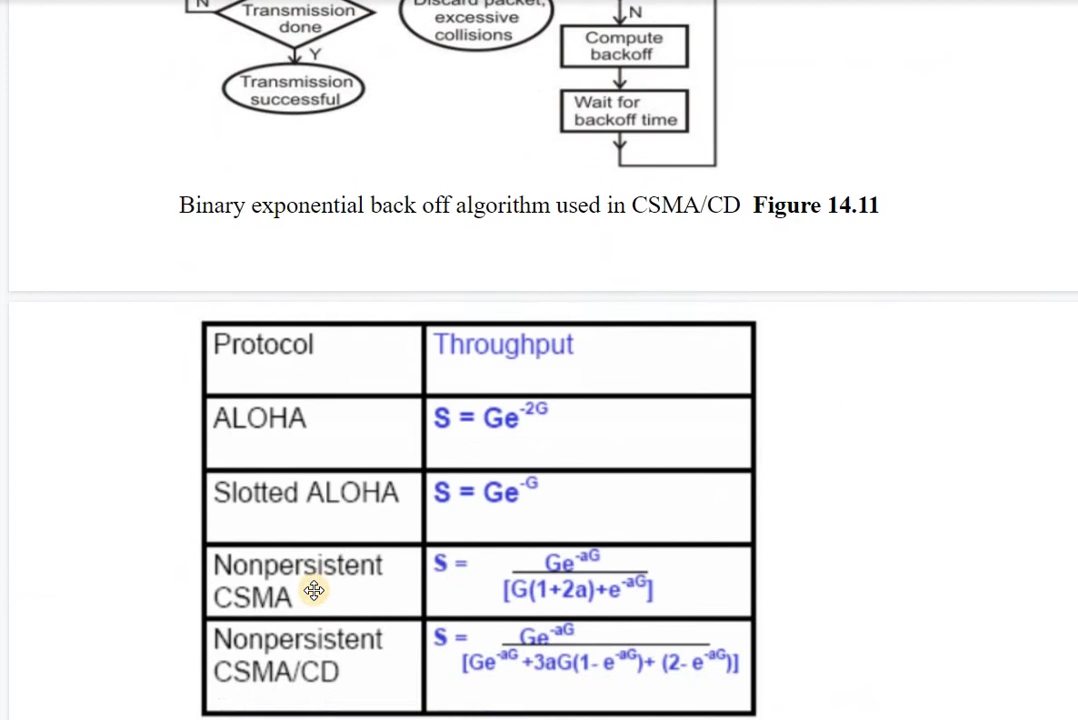 N
Transmission
done
Y
Transmission
successful
Discard packet,
excessive
collisions
N
Compute
backoff
Wait for
backoff time
Binary exponential back off algorithm used in CSMA/CD Figure 14.11
Protocol
Throughput
ALOHA
S = Ge^-2G
Slotted ALOHA
S = Ge^-G
Nonpersistent
CSMA
S = Ge^-aG
[G(1+2a)+e^-aG]
Nonpersistent
CSMA/CD
S = Ge^-aG
[Ge^-aG +3aG(1- e^-aG)+ (2- e^-aG)]